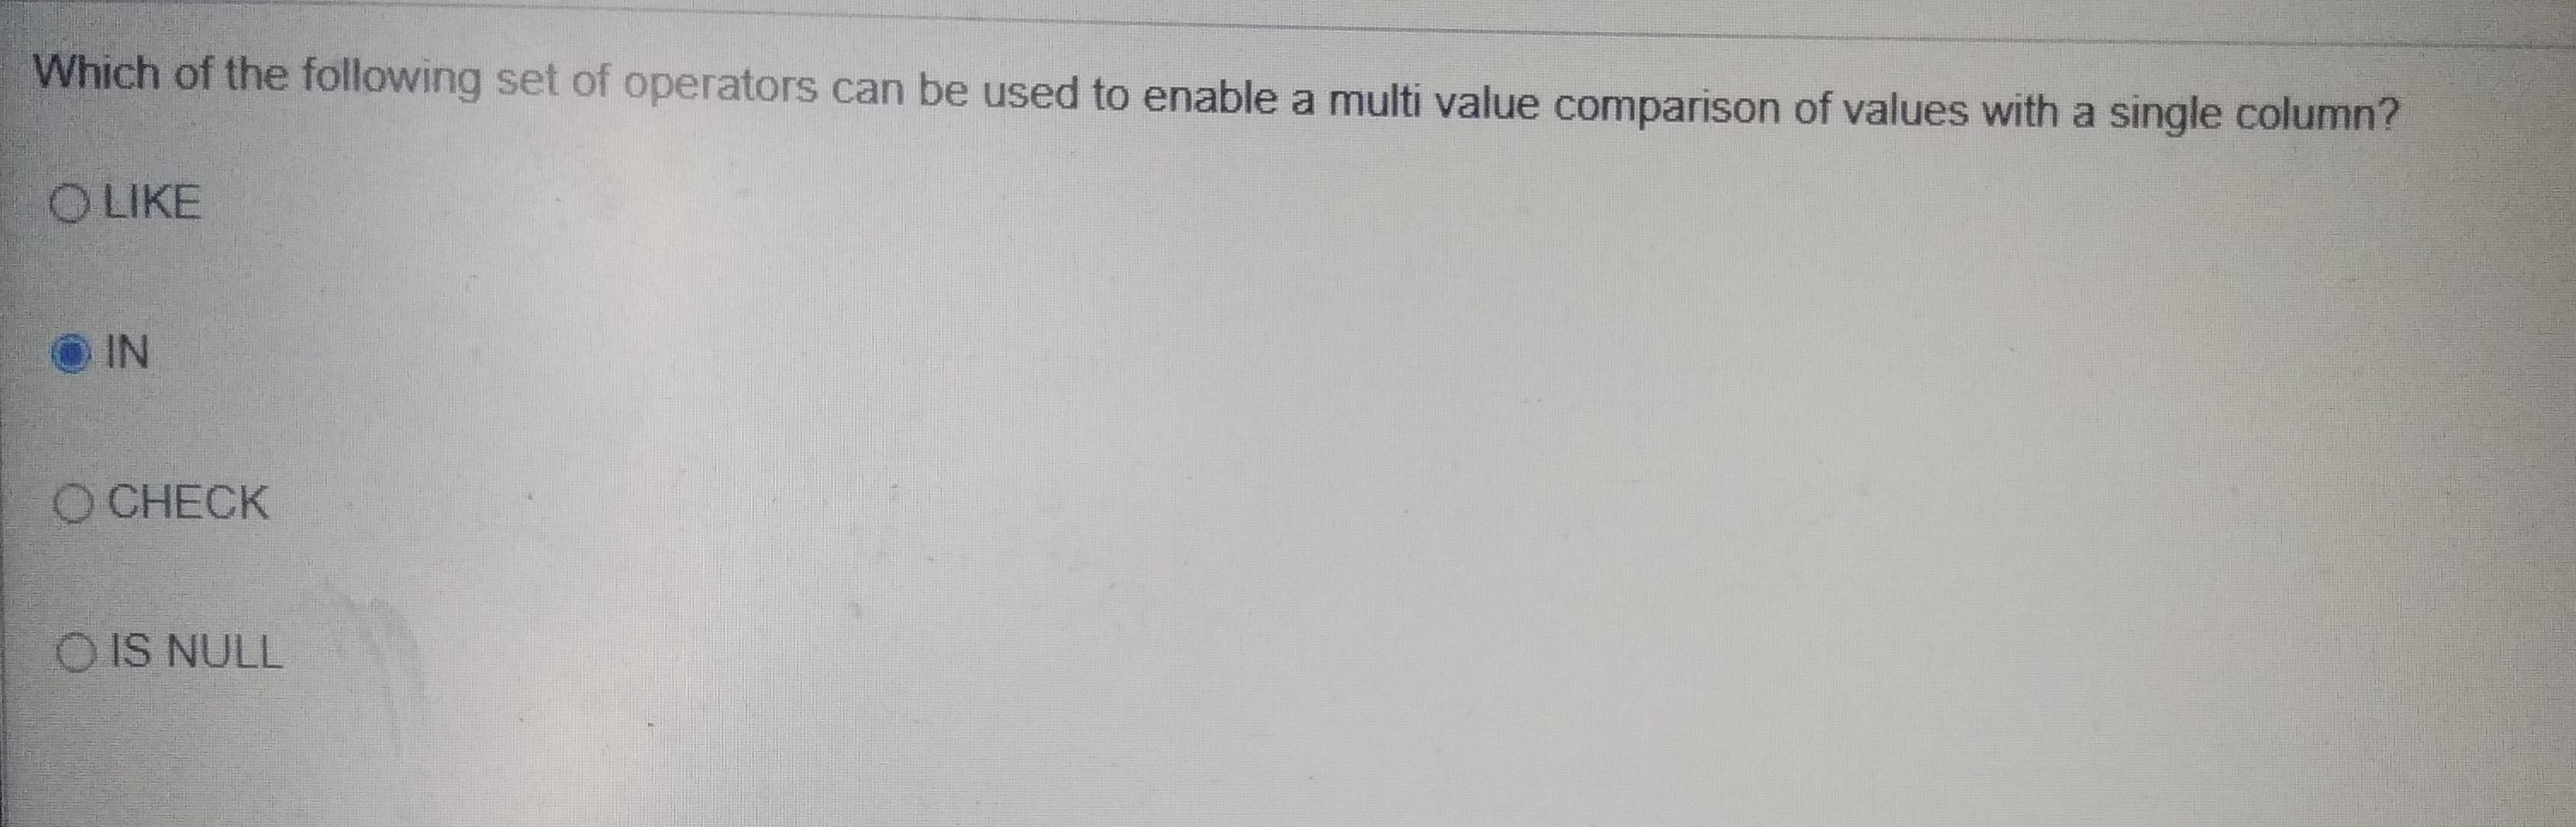 Which of the following set of operators can be used to enable a multi value comparison of values with a single column?
LIKE
IN
CHECK
IS NULL